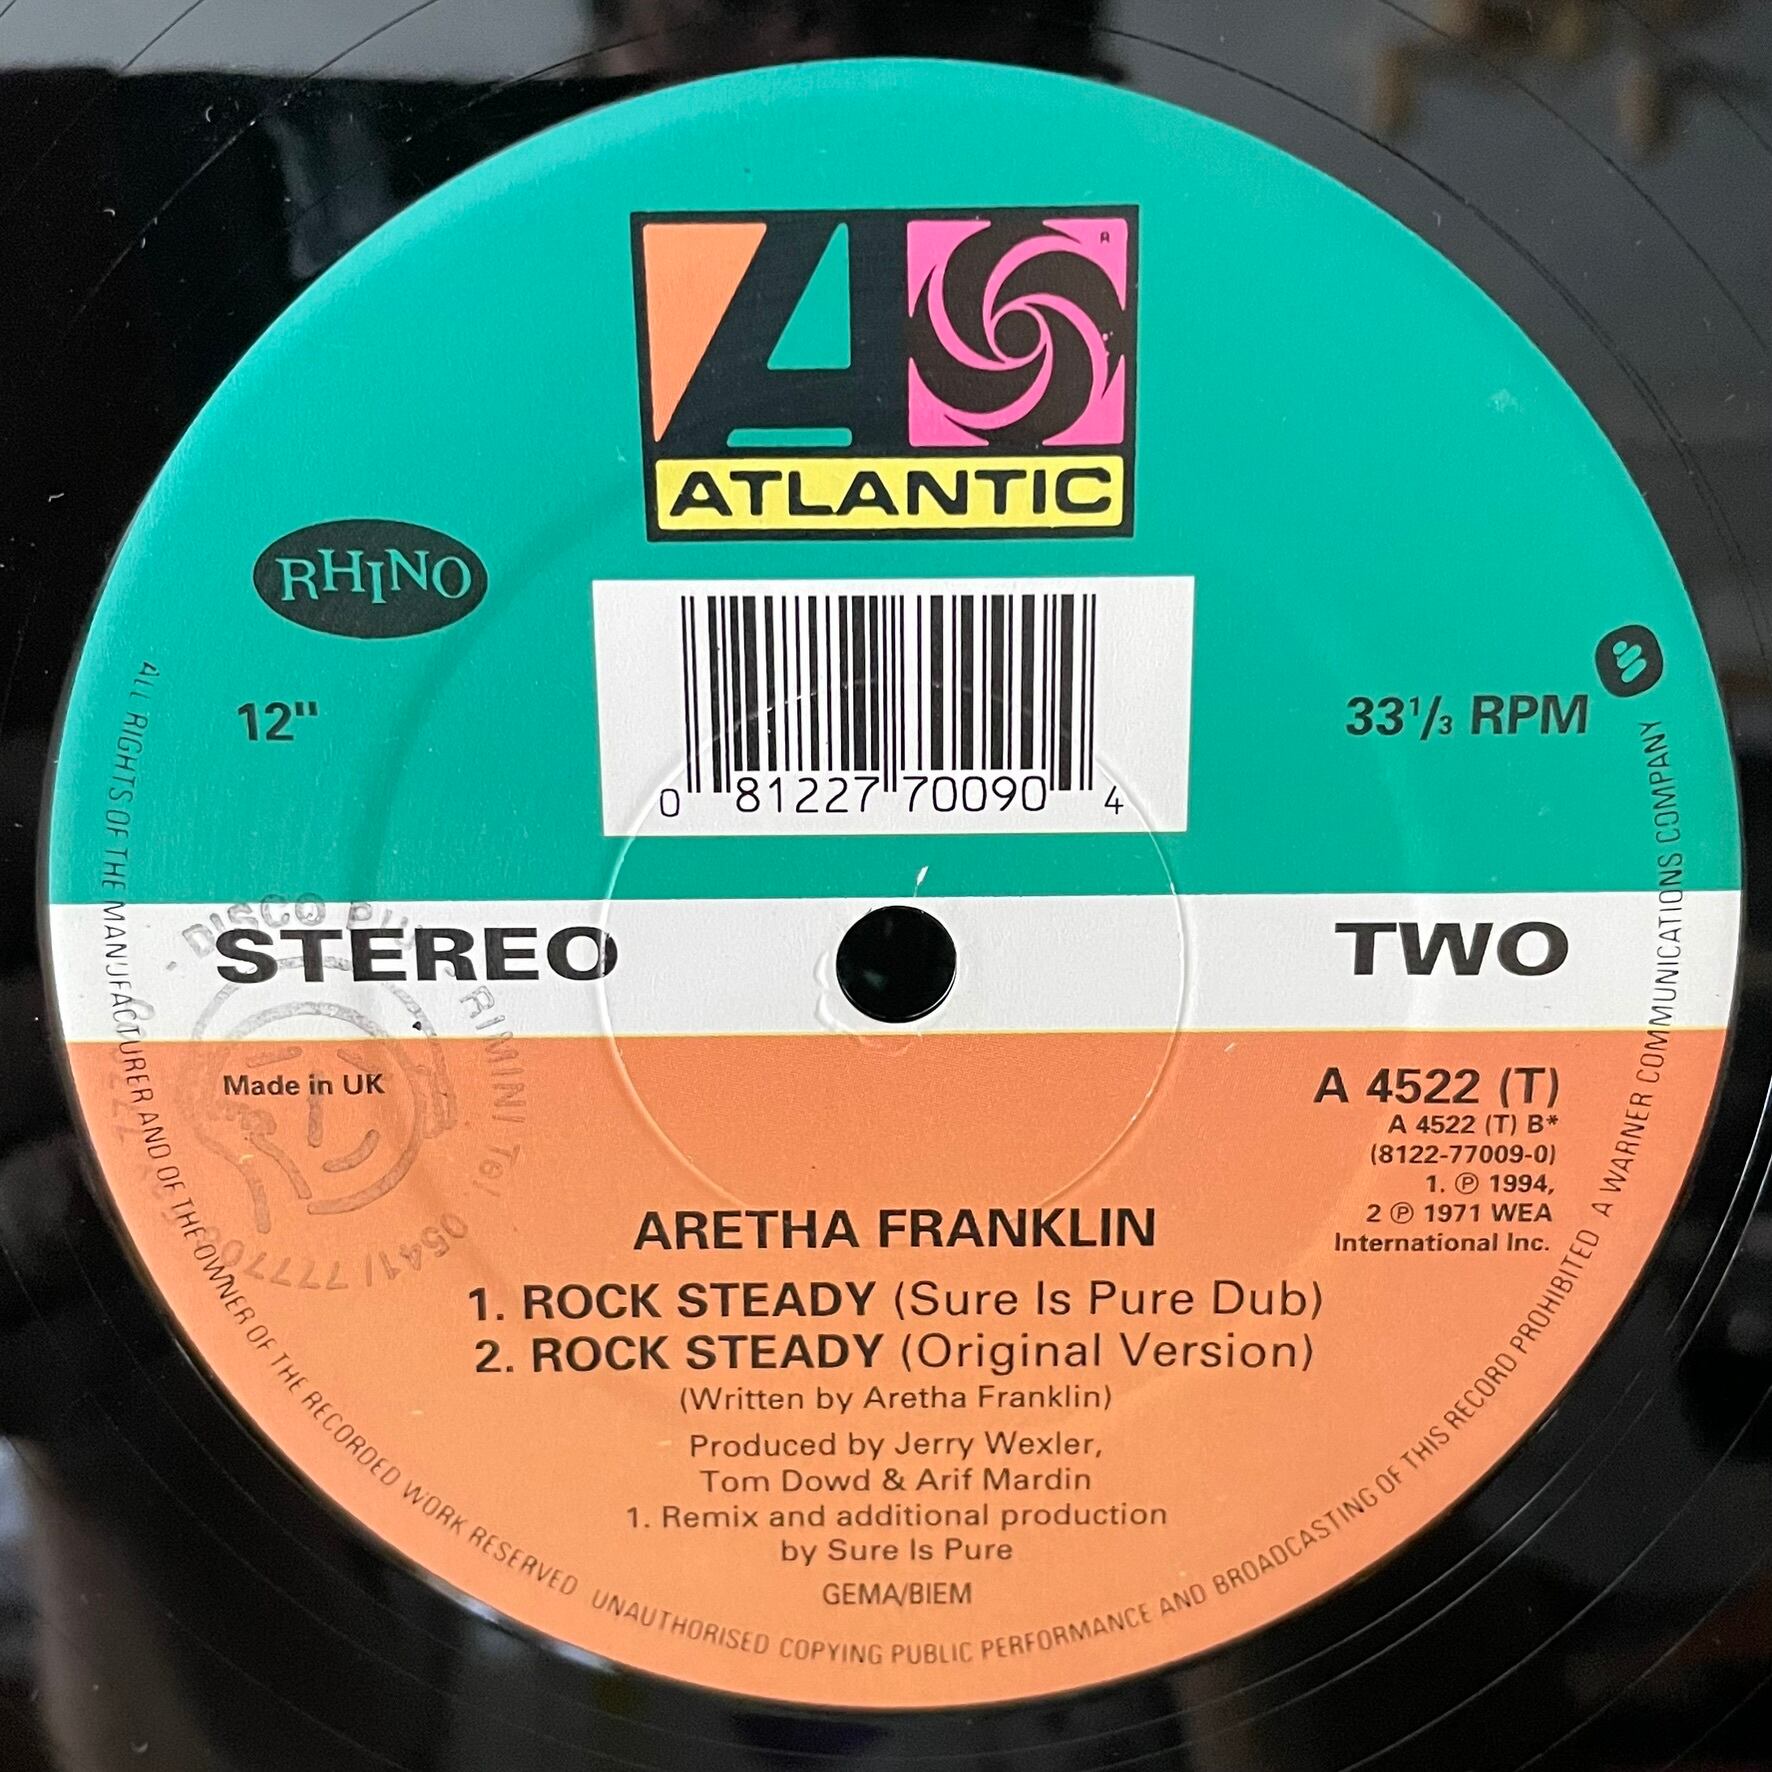 ATLANTIC
RHINO
0 81227 70090 4
12"
33¹/₃ RPM
STEREO
TWO
Made in UK
A 4522 (T)
A 4522 (T) B*
(8122-77009-0)
1. ℗ 1994,
2 ℗ 1971 WEA
International Inc.
ARETHA FRANKLIN
1. ROCK STEADY (Sure Is Pure Dub)
2. ROCK STEADY (Original Version)
(Written by Aretha Franklin)
Produced by Jerry Wexler,
Tom Dowd & Arif Mardin
1. Remix and additional production
by Sure Is Pure
GEMA/BIEM
ALL RIGHTS OF THE MANUFACTURER AND OF THE OWNER OF THE RECORDED WORK RESERVED UNAUTHORISED COPYING PUBLIC PERFORMANCE AND BROADCASTING OF THIS RECORD PROHIBITED A WARNER COMMUNICATIONS COMPANY
DISCO RIMINI Tel 0541/